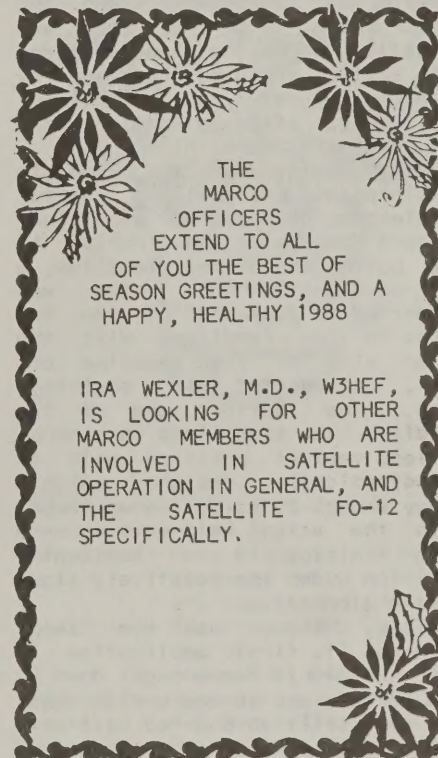 THE
MARCO
OFFICERS
EXTEND TO ALL
OF YOU THE BEST OF
SEASON GREETINGS, AND A
HAPPY, HEALTHY 1988
IRA WEXLER, M.D., W3HEF,
IS LOOKING FOR OTHER
MARCO MEMBERS WHO ARE
INVOLVED IN SATELLITE
OPERATION IN GENERAL, AND
THE SATELLITE FO-12
SPECIFICALLY.